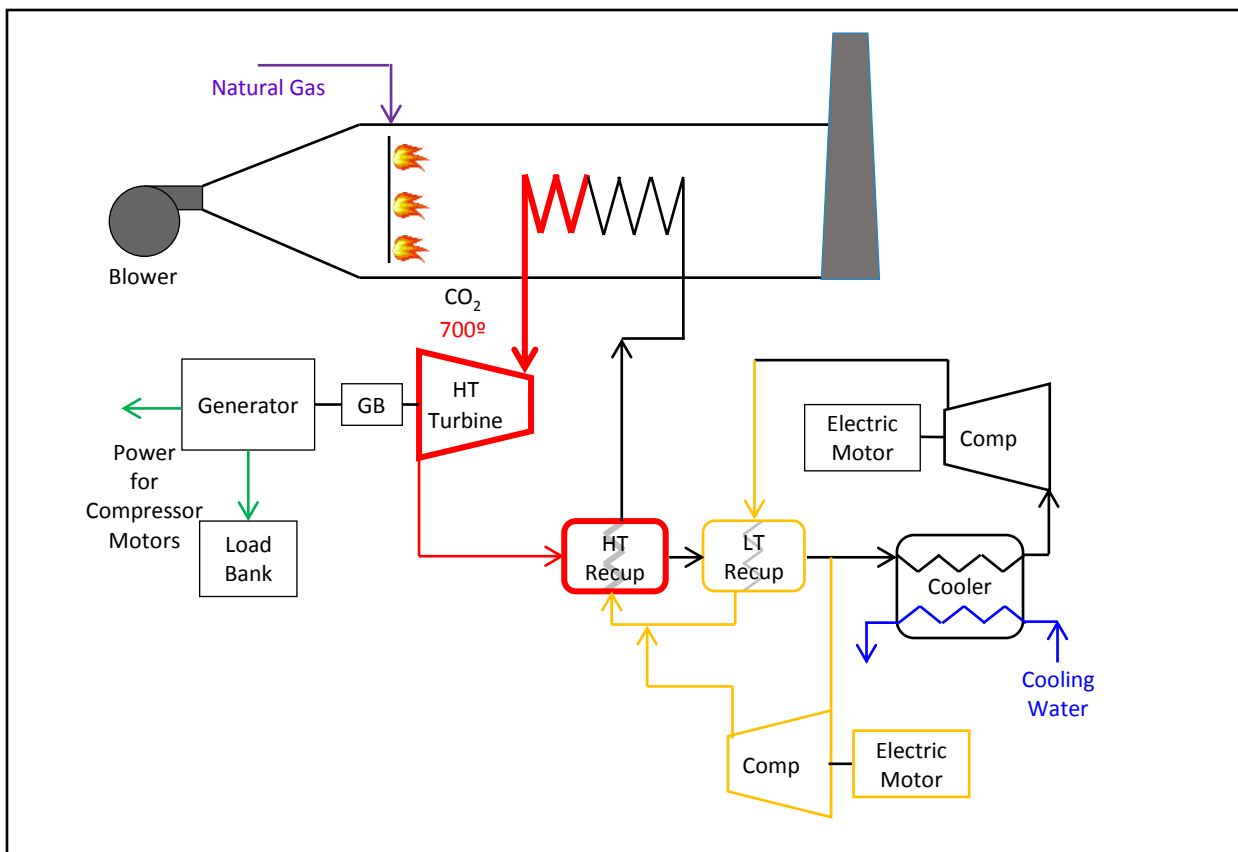 Natural Gas
Blower
CO₂
700º
Generator
GB
HT
Turbine
Electric
Motor
Comp
Power
for
Compressor
Motors
Load
Bank
HT
Recup
LT
Recup
Cooler
Cooling
Water
Comp
Electric
Motor